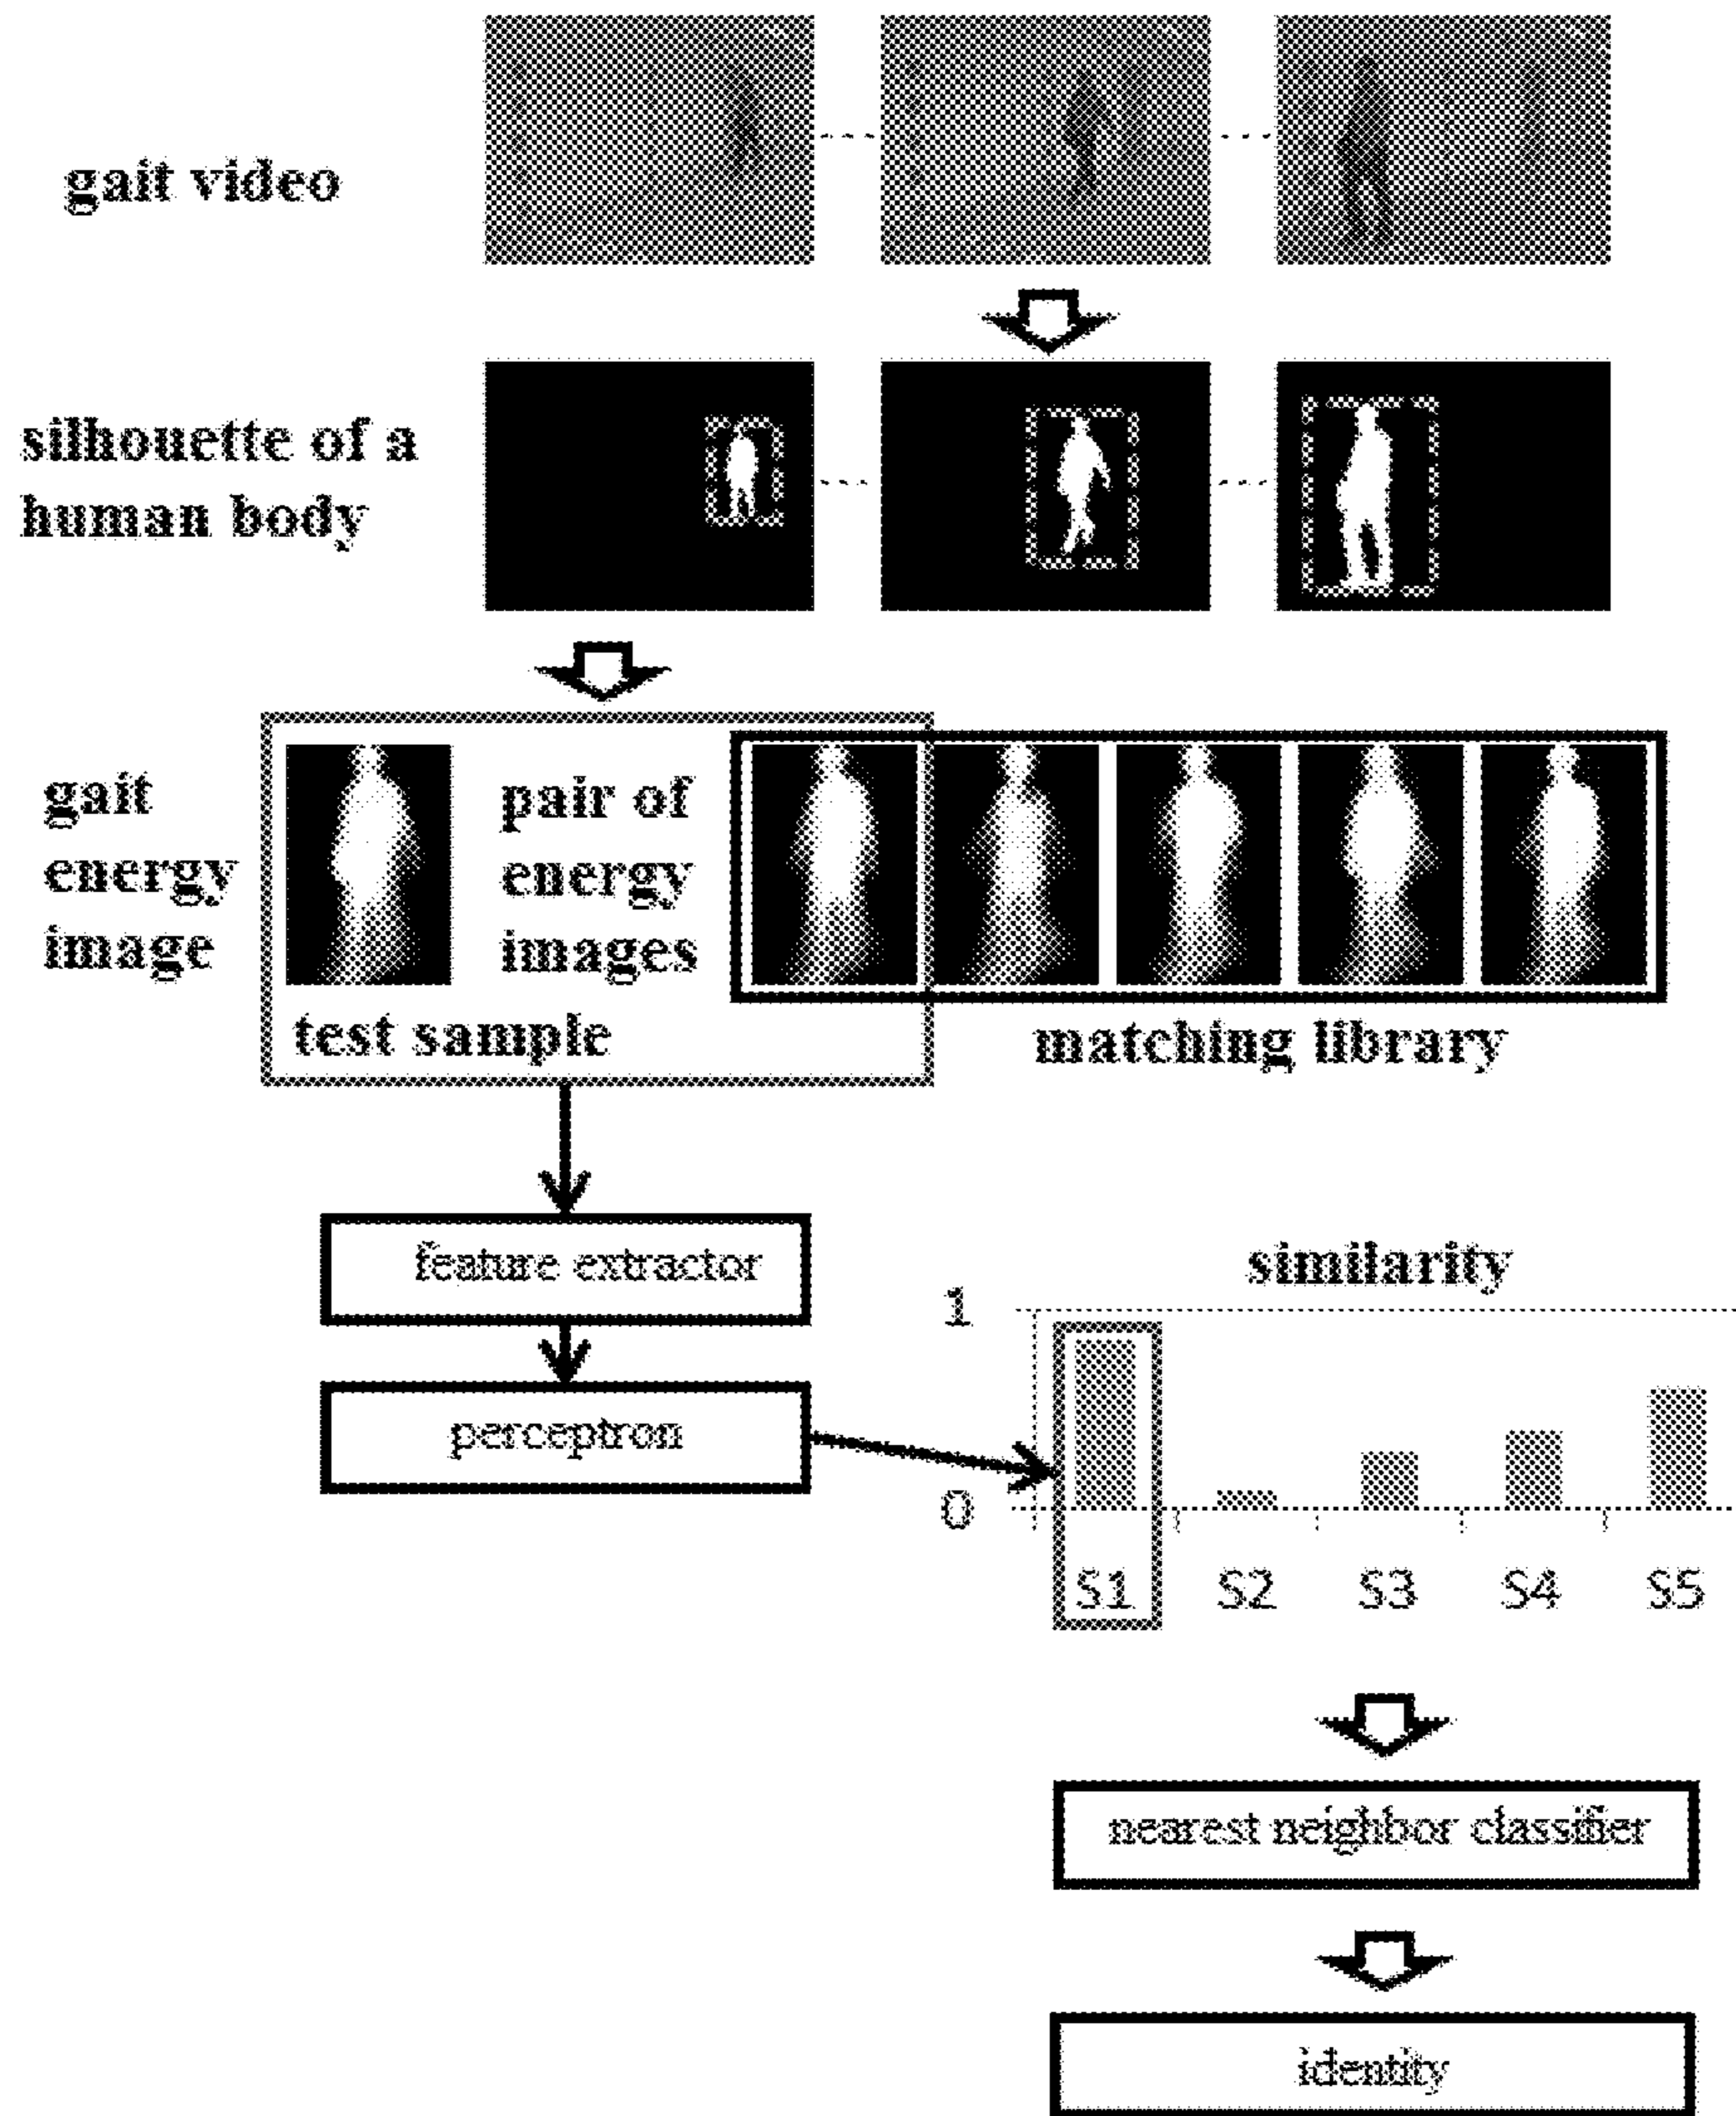 gait video
silhouette of a
human body
gait
energy
image
pair of
energy
images
test sample
matching library
feature extractor
perceptron
similarity
1
0
S1 S2 S3 S4 S5
nearest neighbor classifier
identity